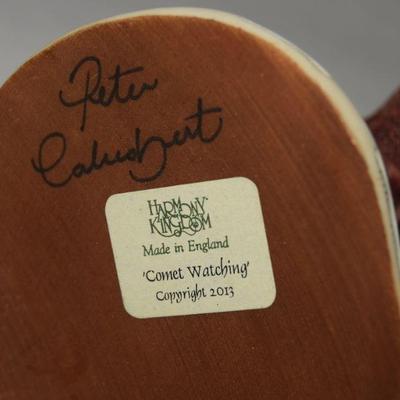 Peter
Calvesbert
HARMONY
KINGDOM
Made in England
'Comet Watching'
Copyright 2013